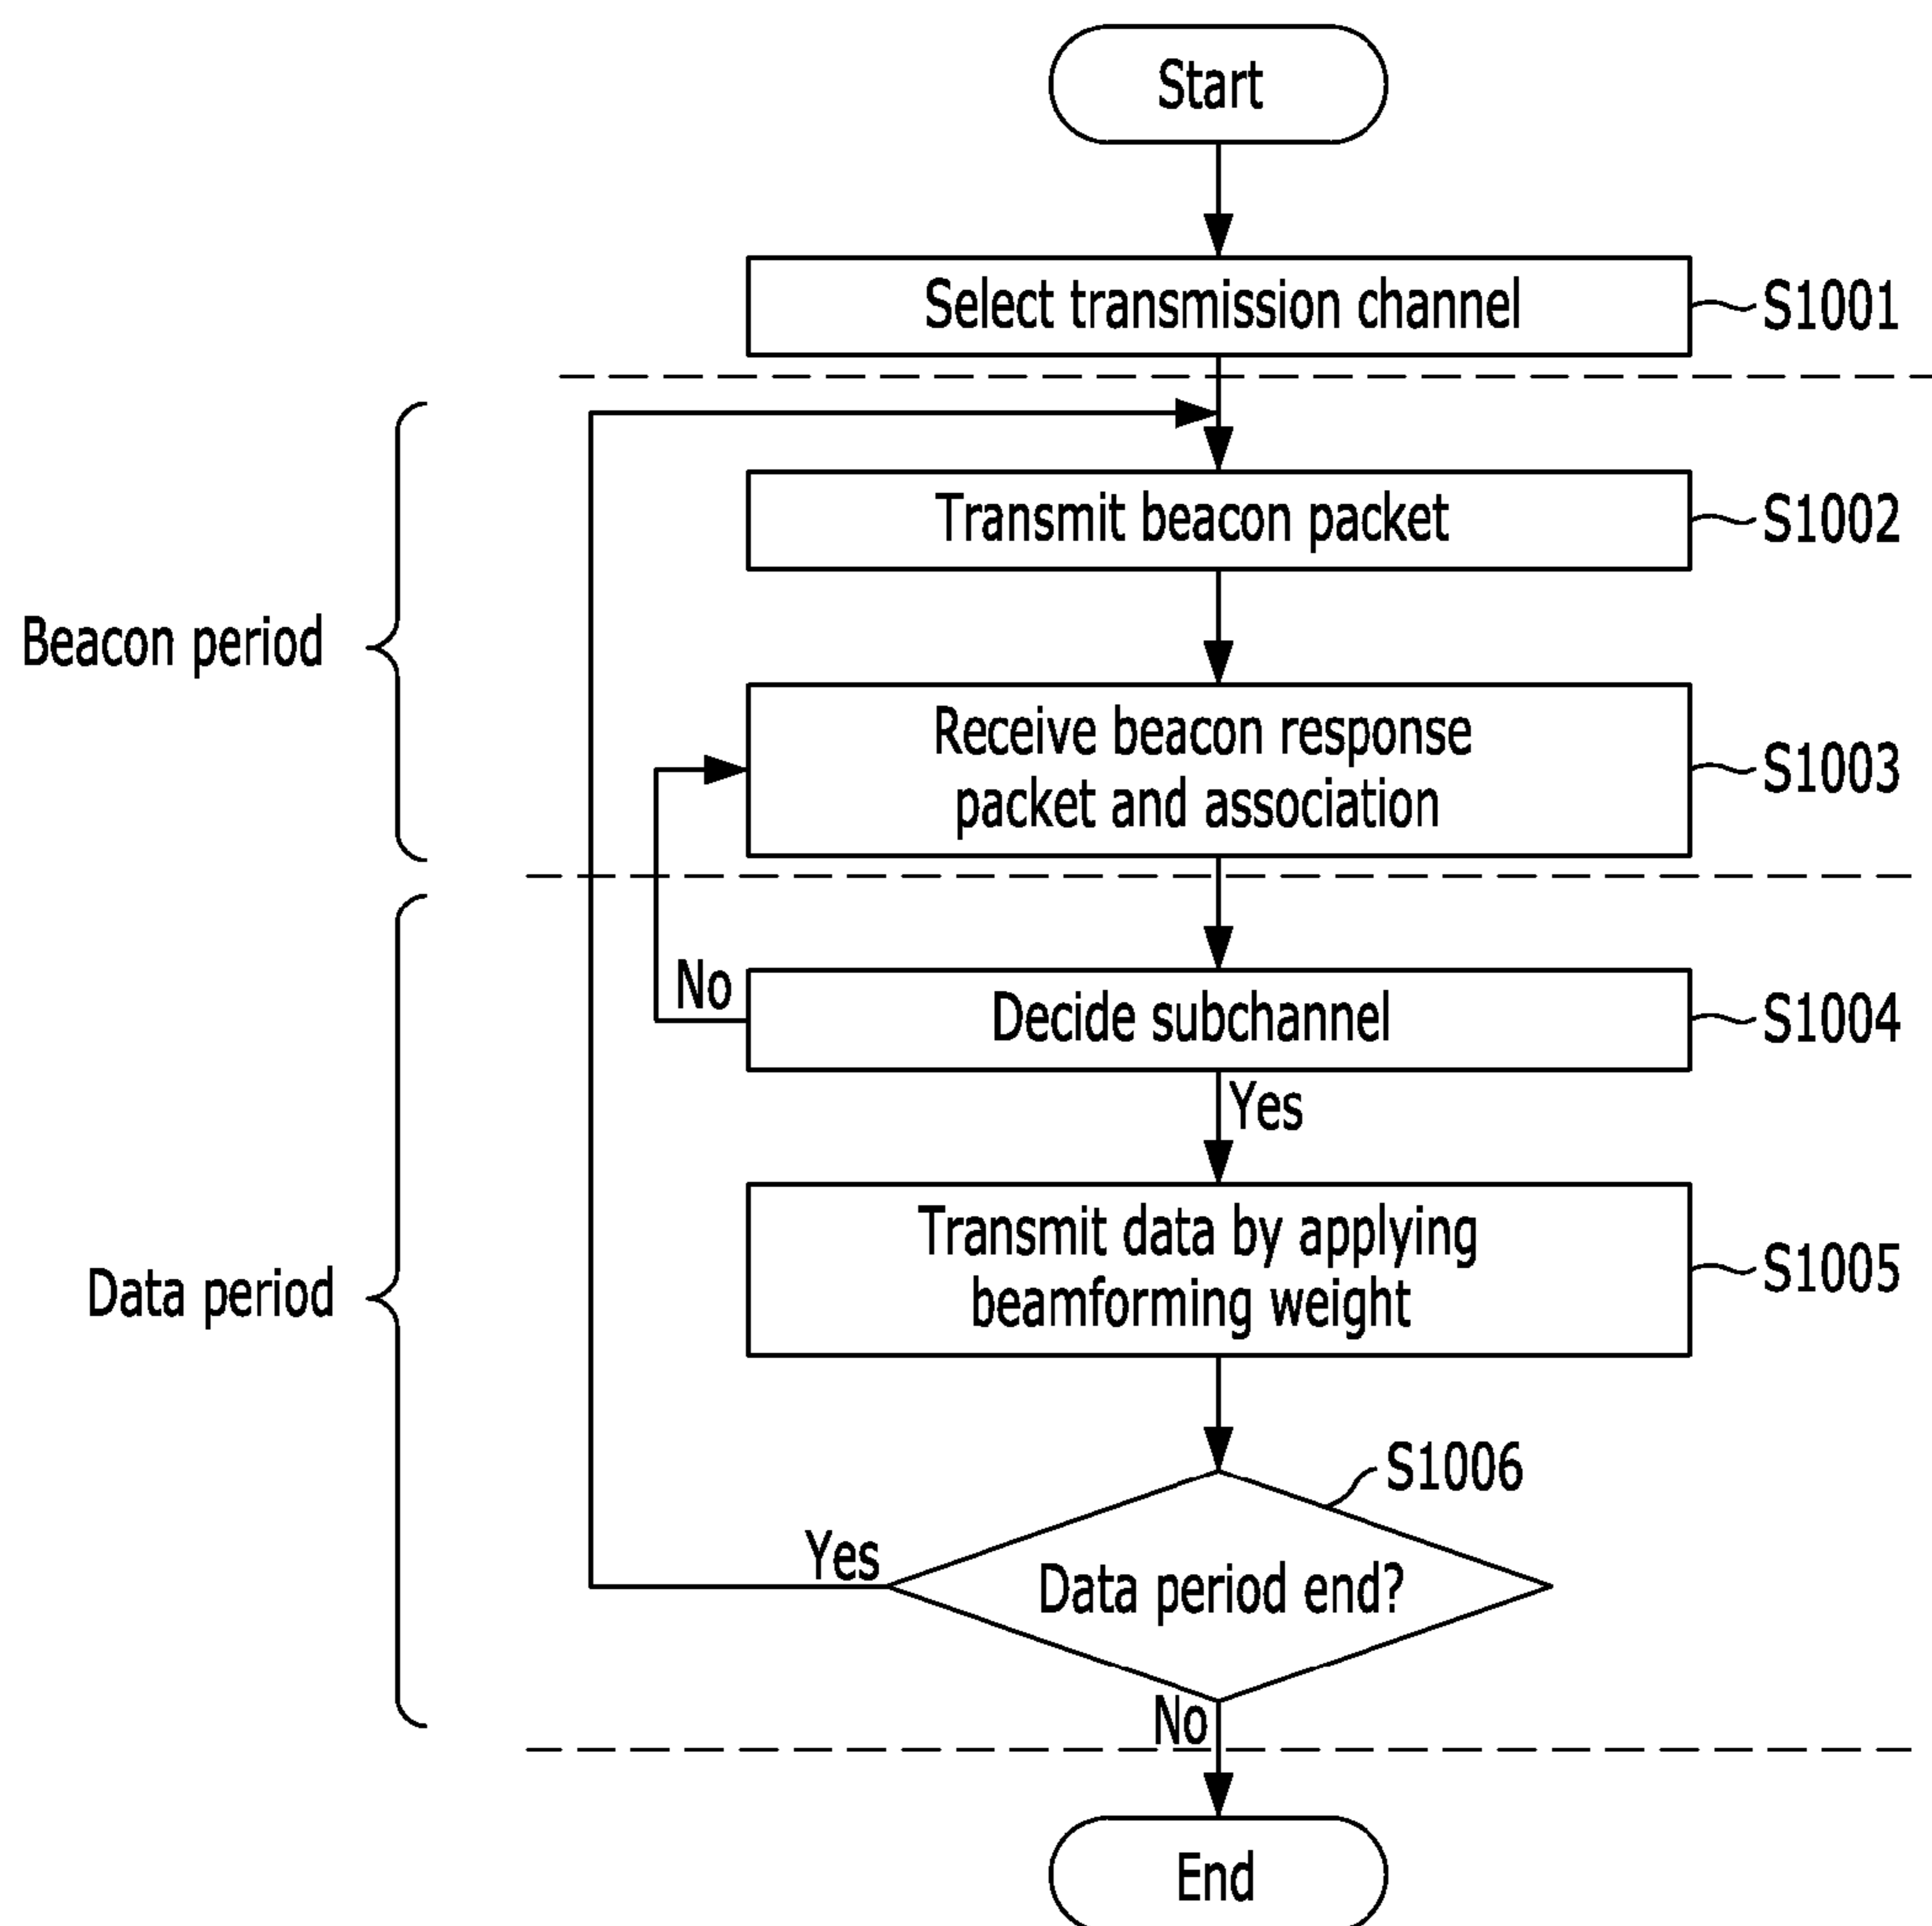 Start
Select transmission channel
S1001
Transmit beacon packet
S1002
Beacon period
Receive beacon response
packet and association
S1003
No
Decide subchannel
S1004
Yes
Transmit data by applying
beamforming weight
S1005
Data period
S1006
Yes
Data period end?
No
End